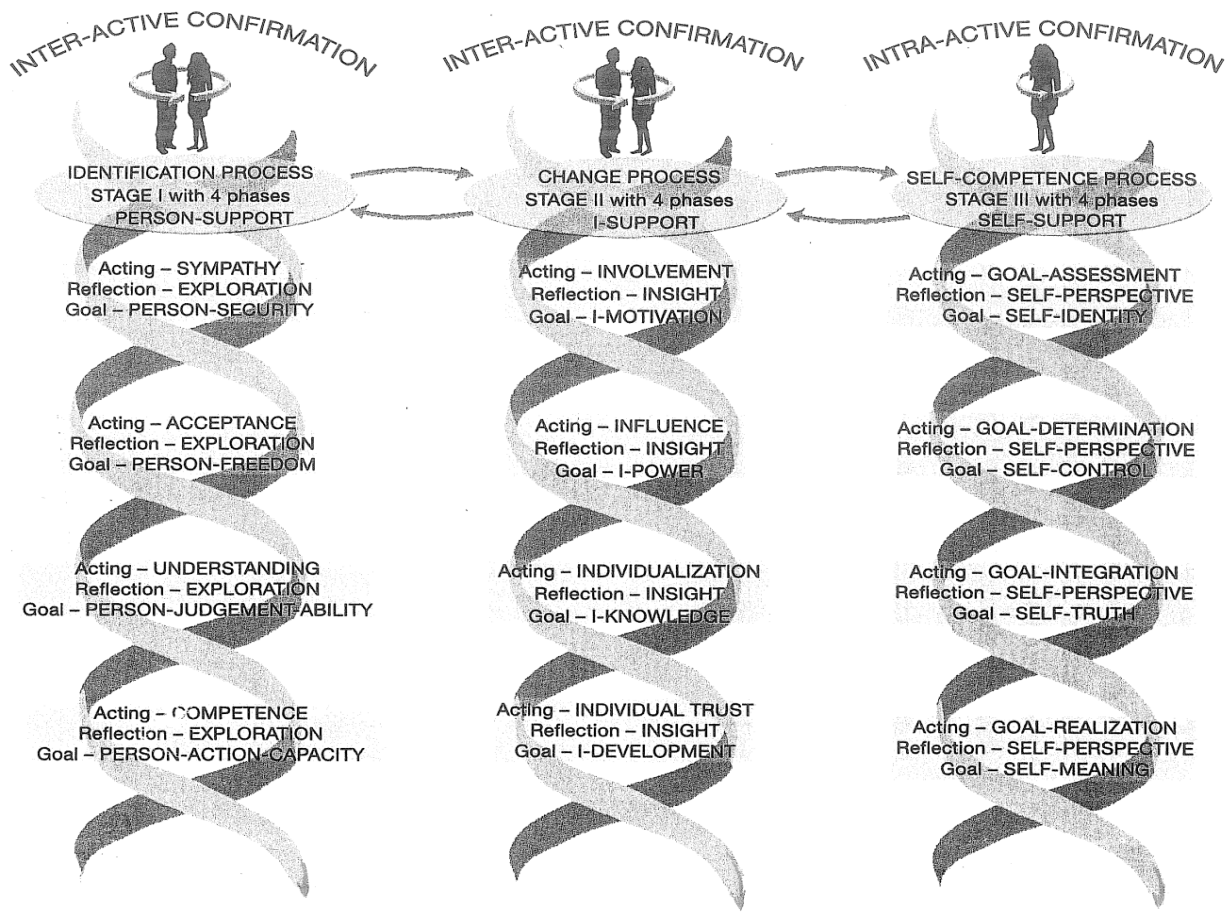 INTER-ACTIVE CONFIRMATION
IDENTIFICATION PROCESS
STAGE I with 4 phases
PERSON-SUPPORT
Acting – SYMPATHY
Reflection – EXPLORATION
Goal – PERSON-SECURITY
Acting – ACCEPTANCE
Reflection – EXPLORATION
Goal – PERSON-FREEDOM
Acting – UNDERSTANDING
Reflection – EXPLORATION
Goal – PERSON-JUDGEMENT-ABILITY
Acting – COMPETENCE
Reflection – EXPLORATION
Goal – PERSON-ACTION-CAPACITY
INTER-ACTIVE CONFIRMATION
CHANGE PROCESS
STAGE II with 4 phases
I-SUPPORT
Acting – INVOLVEMENT
Reflection – INSIGHT
Goal – I-MOTIVATION
Acting – INFLUENCE
Reflection – INSIGHT
Goal – I-POWER
Acting – INDIVIDUALIZATION
Reflection – INSIGHT
Goal – I-KNOWLEDGE
Acting – INDIVIDUAL TRUST
Reflection – INSIGHT
Goal – I-DEVELOPMENT
INTRA-ACTIVE CONFIRMATION
SELF-COMPETENCE PROCESS
STAGE III with 4 phases
SELF-SUPPORT
Acting – GOAL-ASSESSMENT
Reflection – SELF-PERSPECTIVE
Goal – SELF-IDENTITY
Acting – GOAL-DETERMINATION
Reflection – SELF-PERSPECTIVE
Goal – SELF-CONTROL
Acting – GOAL-INTEGRATION
Reflection – SELF-PERSPECTIVE
Goal – SELF-TRUTH
Acting – GOAL-REALIZATION
Reflection – SELF-PERSPECTIVE
Goal – SELF-MEANING